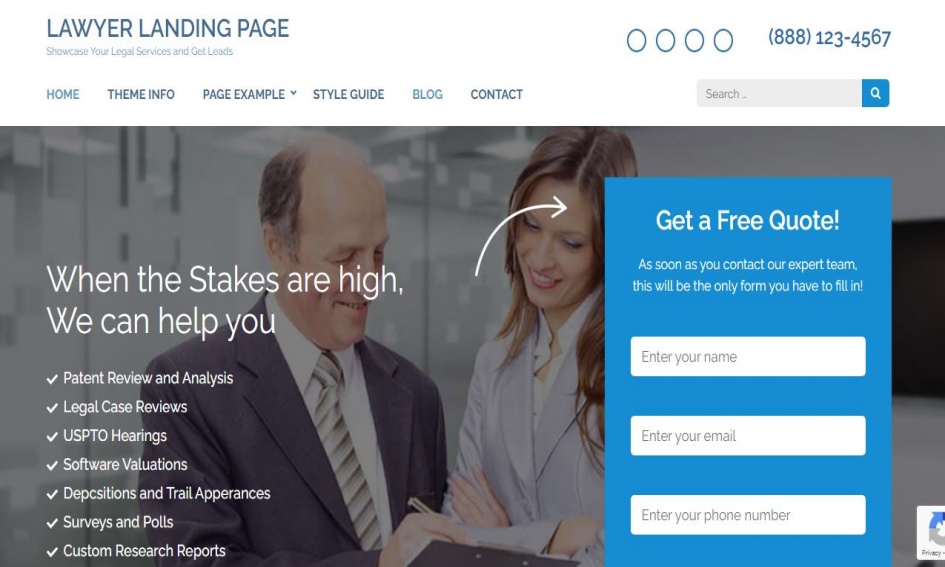 LAWYER LANDING PAGE
Showcase Your Legal Services and Get Leads
(888) 123-4567
HOME THEME INFO PAGE EXAMPLE STYLE GUIDE BLOG CONTACT
Search ..
Get a Free Quote!
As soon as you contact our expert team,
this will be the only form you have to fill in!
When the Stakes are high,
We can help you
Enter your name
Patent Review and Analysis
Legal Case Reviews
USPTO Hearings
Enter your email
Software Valuations
Depcsitions and Trail Apperances
Surveys and Polls
Enter your phone number
Custom Research Reports
Privacy -